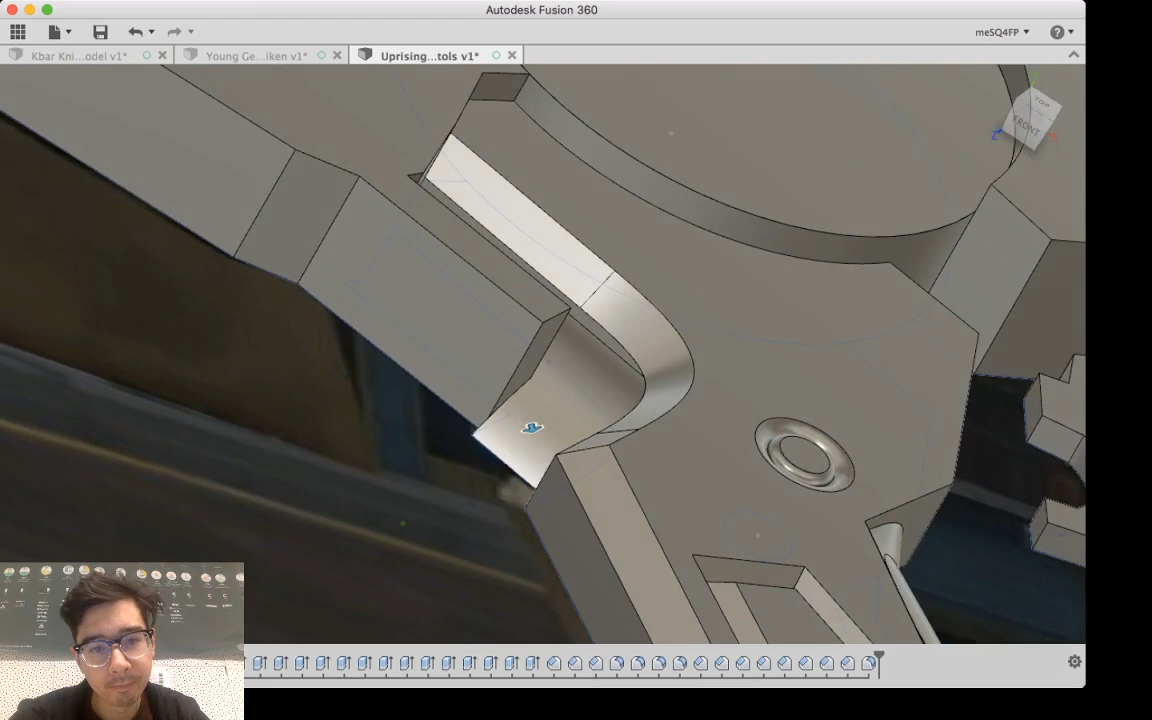 Autodesk Fusion 360
meSQ4FP
Kbar Kni...odel v1*
Young Ge...iken v1*
Uprising...tols v1*
TOP
FRONT